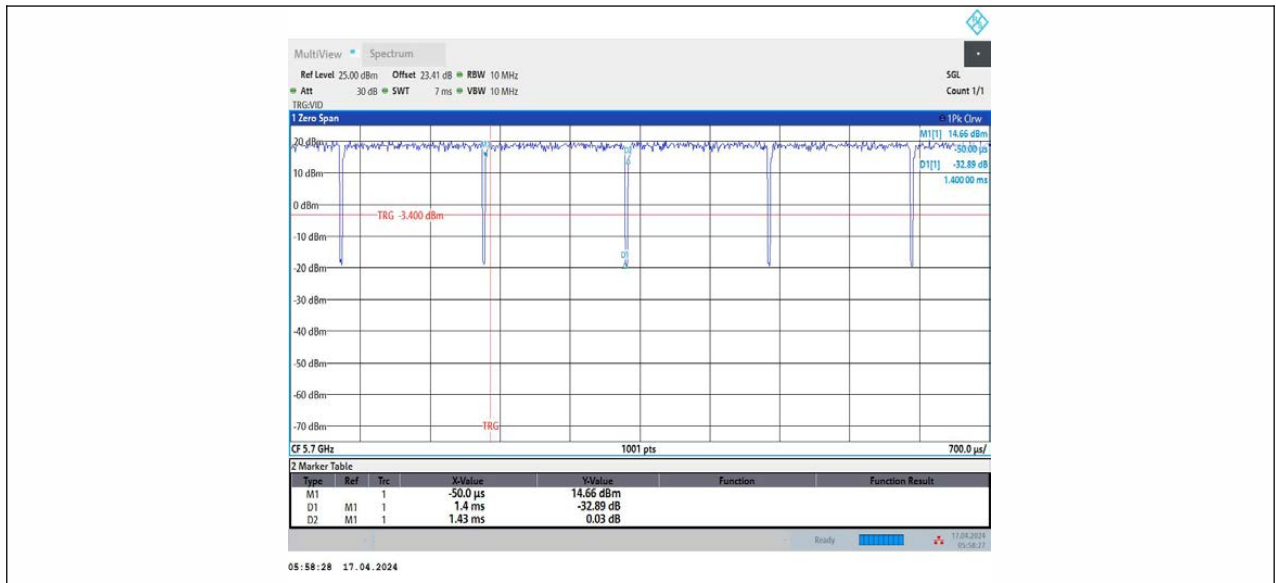 MultiView Spectrum
Ref Level 25.00 dBm Offset 23.41 dB RBW 10 MHz SGL
Att 30 dB SWT 7 ms VBW 10 MHz Count 1/1
TRG:VID
1 Zero Span 1Pk Clrw
M1[1] 14.66 dBm
-50.00 µs
D1[1] -32.89 dB
1.400 00 ms
20 dBm
M1
D2
10 dBm
0 dBm
TRG -3.400 dBm
-10 dBm
D1
-20 dBm
-30 dBm
-40 dBm
-50 dBm
-60 dBm
-70 dBm
TRG
CF 5.7 GHz 1001 pts 700.0 µs/
2 Marker Table
Type Ref Trc X-Value Y-Value Function Function Result
M1 1 -50.0 µs 14.66 dBm
D1 M1 1 1.4 ms -32.89 dB
D2 M1 1 1.43 ms 0.03 dB
Ready 17.04.2024
05:58:27
05:58:28 17.04.2024